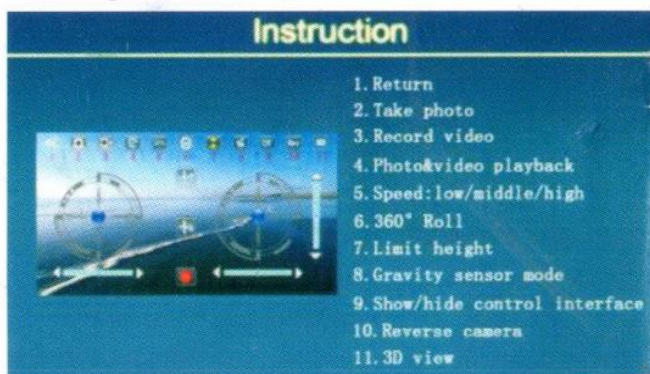 Instruction
1.Return
2.Take photo
3.Record video
4.Photo&video playback
5.Speed:low/middle/high
6.360° Roll
7.Limit height
8.Gravity sensor mode
9.Show/hide control interface
10.Reverse camera
11.3D view